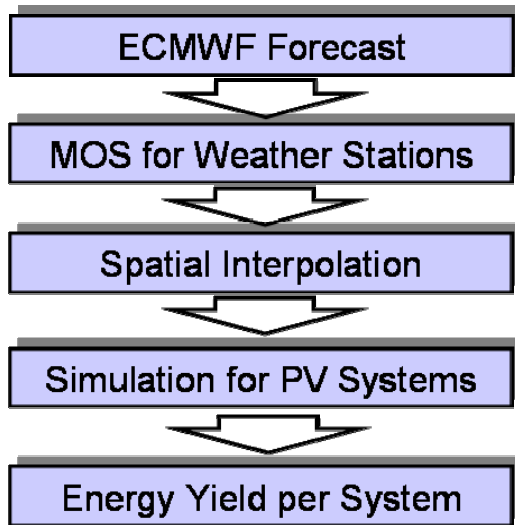 ECMWF Forecast
MOS for Weather Stations
Spatial Interpolation
Simulation for PV Systems
Energy Yield per System